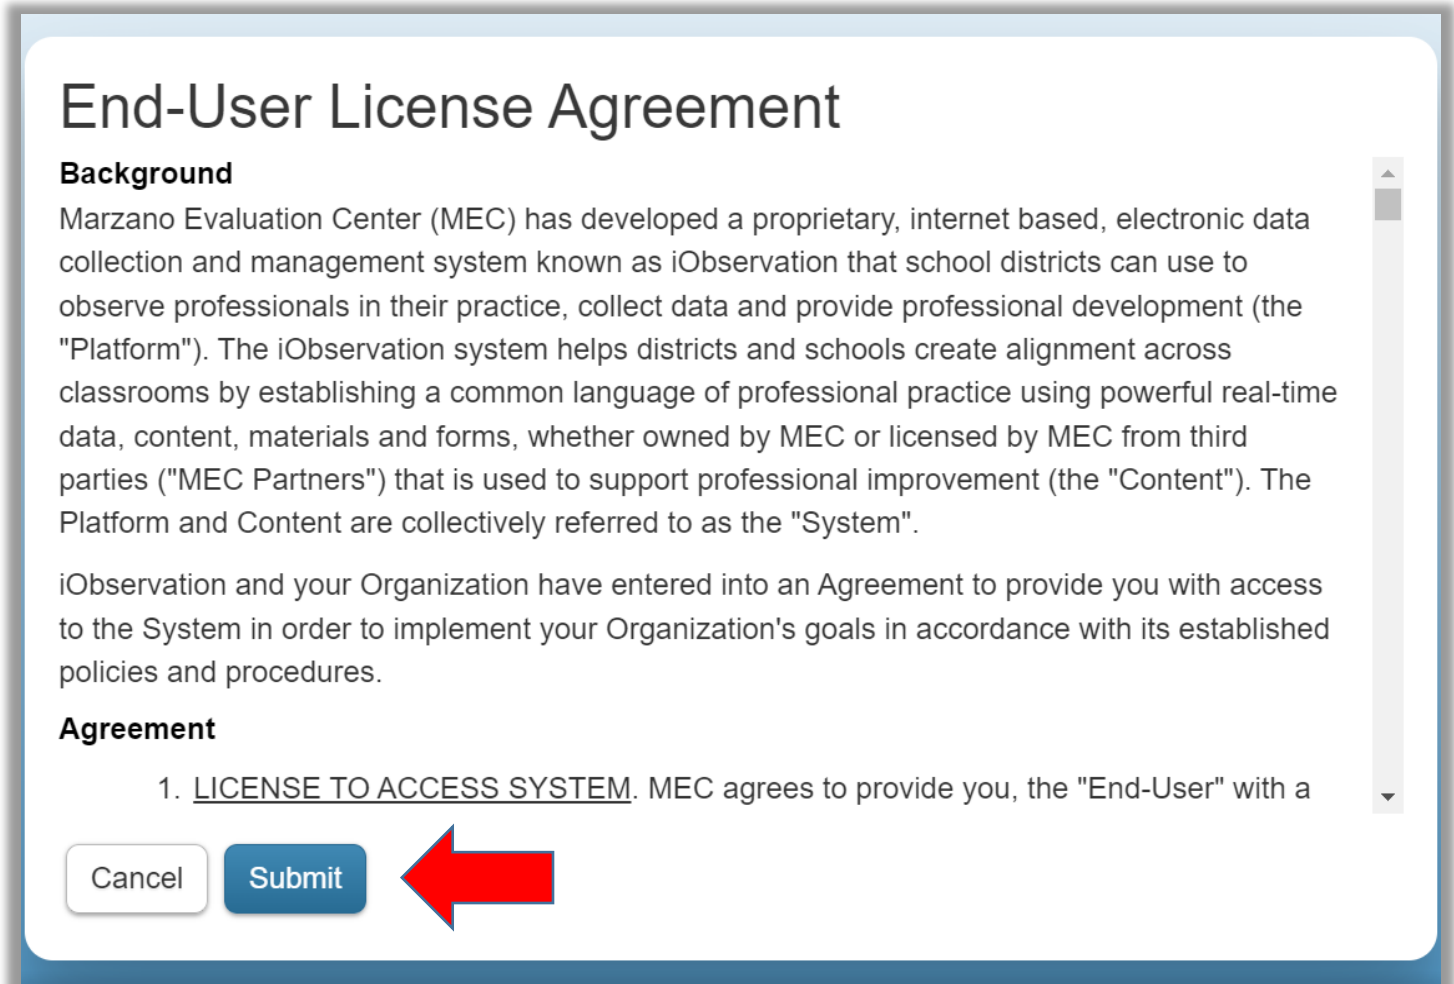 End-User License Agreement
Background
Marzano Evaluation Center (MEC) has developed a proprietary, internet based, electronic data
collection and management system known as iObservation that school districts can use to
observe professionals in their practice, collect data and provide professional development (the
"Platform"). The iObservation system helps districts and schools create alignment across
classrooms by establishing a common language of professional practice using powerful real-time
data, content, materials and forms, whether owned by MEC or licensed by MEC from third
parties ("MEC Partners") that is used to support professional improvement (the "Content"). The
Platform and Content are collectively referred to as the "System".
iObservation and your Organization have entered into an Agreement to provide you with access
to the System in order to implement your Organization's goals in accordance with its established
policies and procedures.
Agreement
1. LICENSE TO ACCESS SYSTEM. MEC agrees to provide you, the "End-User" with a
Cancel Submit